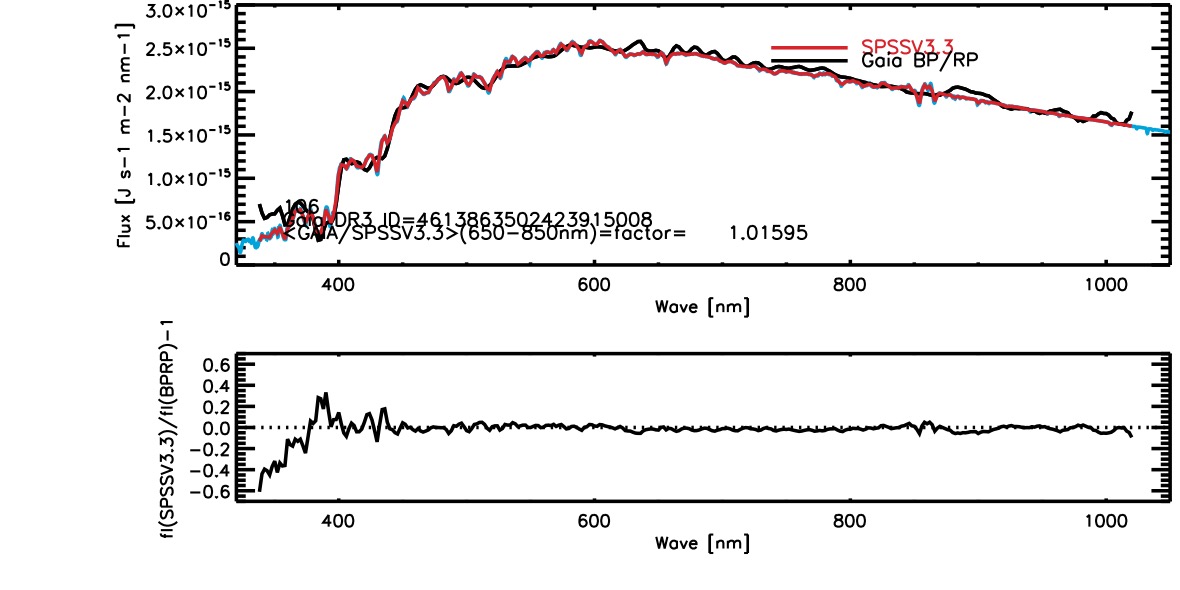 3.0×10−15
2.5×10−15
2.0×10−15
1.5×10−15
1.0×10−15
5.0×10−16
0
Flux [J s−1 m−2 nm−1]
SPSSV3.3
Gaia BP/RP
106
Gaia DR3 ID=4613863502423915008
<GAIA/SPSSV3.3>(650−850nm)=factor= 1.01595
400 600 800 1000
Wave [nm]
0.6
0.4
0.2
0.0
−0.2
−0.4
−0.6
fl(SPSSV3.3)/fl(BPRP)−1
400 600 800 1000
Wave [nm]